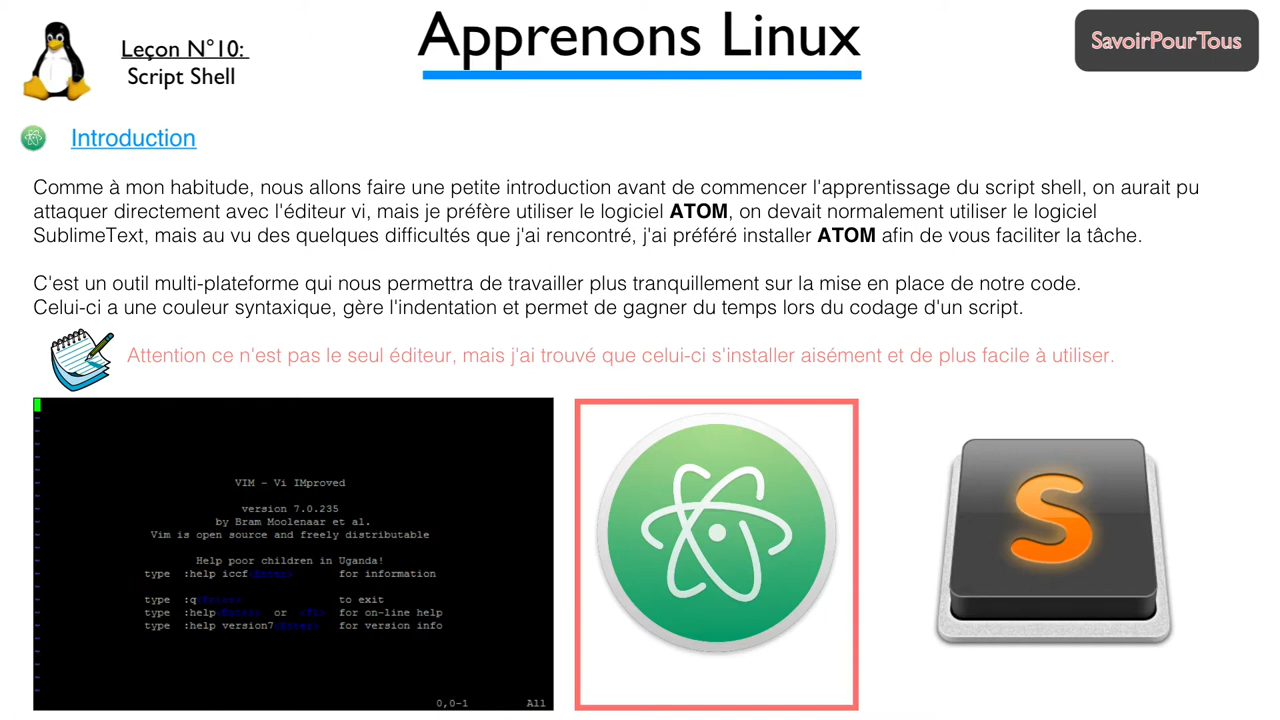 Leçon N°10:
Script Shell
Apprenons Linux
SavoirPourTous
Introduction
Comme à mon habitude, nous allons faire une petite introduction avant de commencer l'apprentissage du script shell, on aurait pu
attaquer directement avec l'éditeur vi, mais je préfère utiliser le logiciel ATOM, on devait normalement utiliser le logiciel
SublimeText, mais au vu des quelques difficultés que j'ai rencontré, j'ai préféré installer ATOM afin de vous faciliter la tâche.
C'est un outil multi-plateforme qui nous permettra de travailler plus tranquillement sur la mise en place de notre code.
Celui-ci a une couleur syntaxique, gère l'indentation et permet de gagner du temps lors du codage d'un script.
Attention ce n'est pas le seul éditeur, mais j'ai trouvé que celui-ci s'installer aisément et de plus facile à utiliser.
VIM - Vi IMproved
version 7.0.235
by Bram Moolenaar et al.
Vim is open source and freely distributable
Help poor children in Uganda!
type :help iccf<Enter> for information
type :q<Enter> to exit
type :help<Enter> or <F1> for on-line help
type :help version7<Enter> for version info
0,0-1 All
S